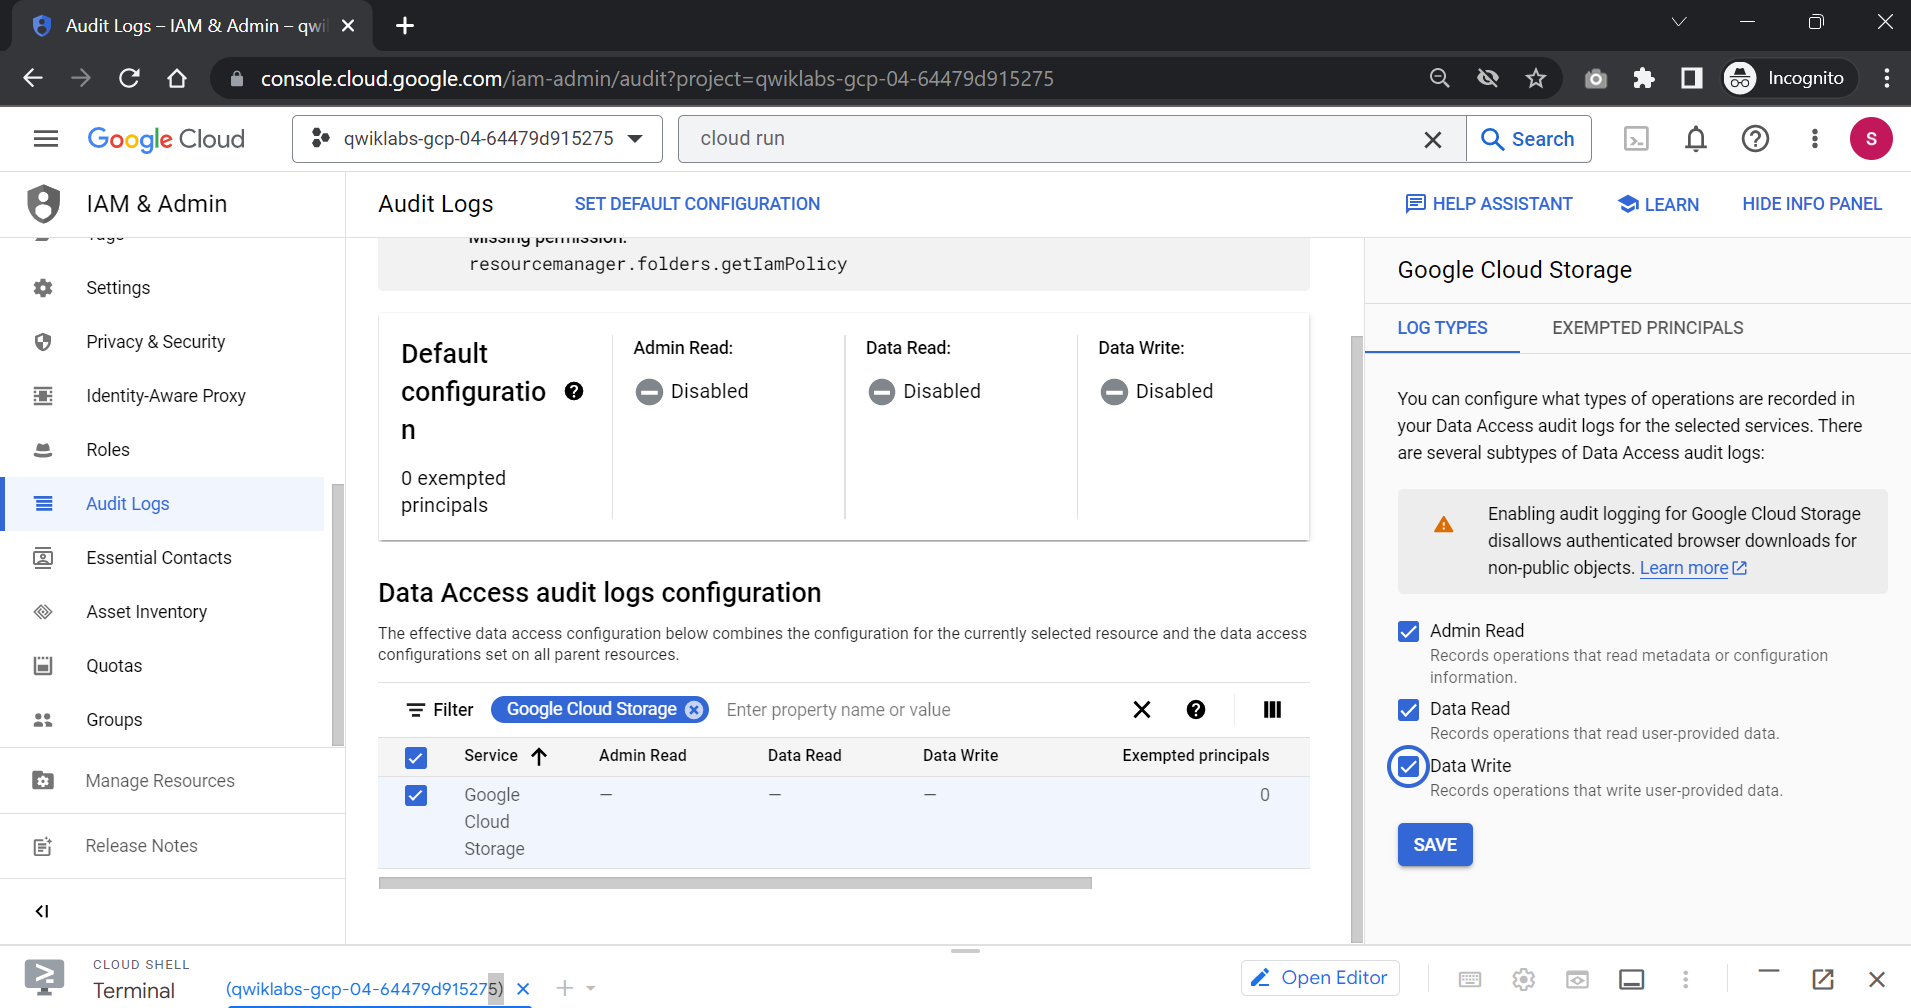 Audit Logs – IAM & Admin – qwi
console.cloud.google.com/iam-admin/audit?project=qwiklabs-gcp-04-64479d915275
Incognito
Google Cloud
qwiklabs-gcp-04-64479d915275
cloud run
Search
S
IAM & Admin
Audit Logs
SET DEFAULT CONFIGURATION
HELP ASSISTANT
LEARN
HIDE INFO PANEL
Tags
Settings
Privacy & Security
Identity-Aware Proxy
Roles
Audit Logs
Essential Contacts
Asset Inventory
Quotas
Groups
Manage Resources
Release Notes
Missing permission:
resourcemanager.folders.getIamPolicy
Default
configuratio
n
0 exempted
principals
Admin Read:
Disabled
Data Read:
Disabled
Data Write:
Disabled
Data Access audit logs configuration
The effective data access configuration below combines the configuration for the currently selected resource and the data access
configurations set on all parent resources.
Filter
Google Cloud Storage
Enter property name or value
Service
Admin Read
Data Read
Data Write
Exempted principals
Google
Cloud
Storage
—
—
—
0
Google Cloud Storage
LOG TYPES
EXEMPTED PRINCIPALS
You can configure what types of operations are recorded in
your Data Access audit logs for the selected services. There
are several subtypes of Data Access audit logs:
Enabling audit logging for Google Cloud Storage
disallows authenticated browser downloads for
non-public objects. Learn more
Admin Read
Records operations that read metadata or configuration
information.
Data Read
Records operations that read user-provided data.
Data Write
Records operations that write user-provided data.
SAVE
CLOUD SHELL
Terminal
(qwiklabs-gcp-04-64479d915275)
Open Editor